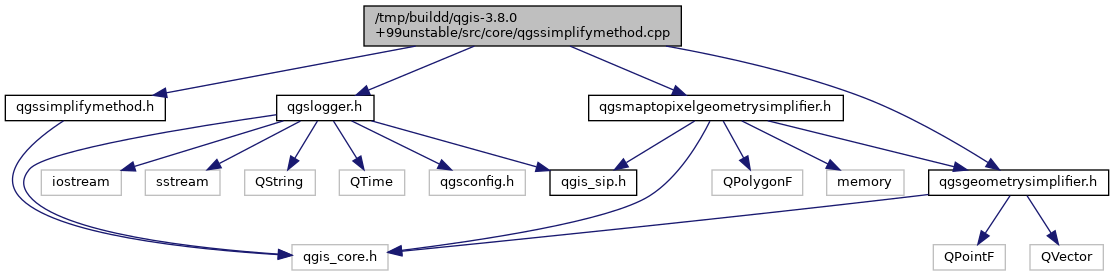 /tmp/buildd/qgis-3.8.0
+99unstable/src/core/qgssimplifymethod.cpp
qgssimplifymethod.h
qgslogger.h
qgsmaptopixelgeometrysimplifier.h
iostream
sstream
QString
QTime
qgsconfig.h
qgis_sip.h
QPolygonF
memory
qgsgeometrysimplifier.h
qgis_core.h
QPointF
QVector